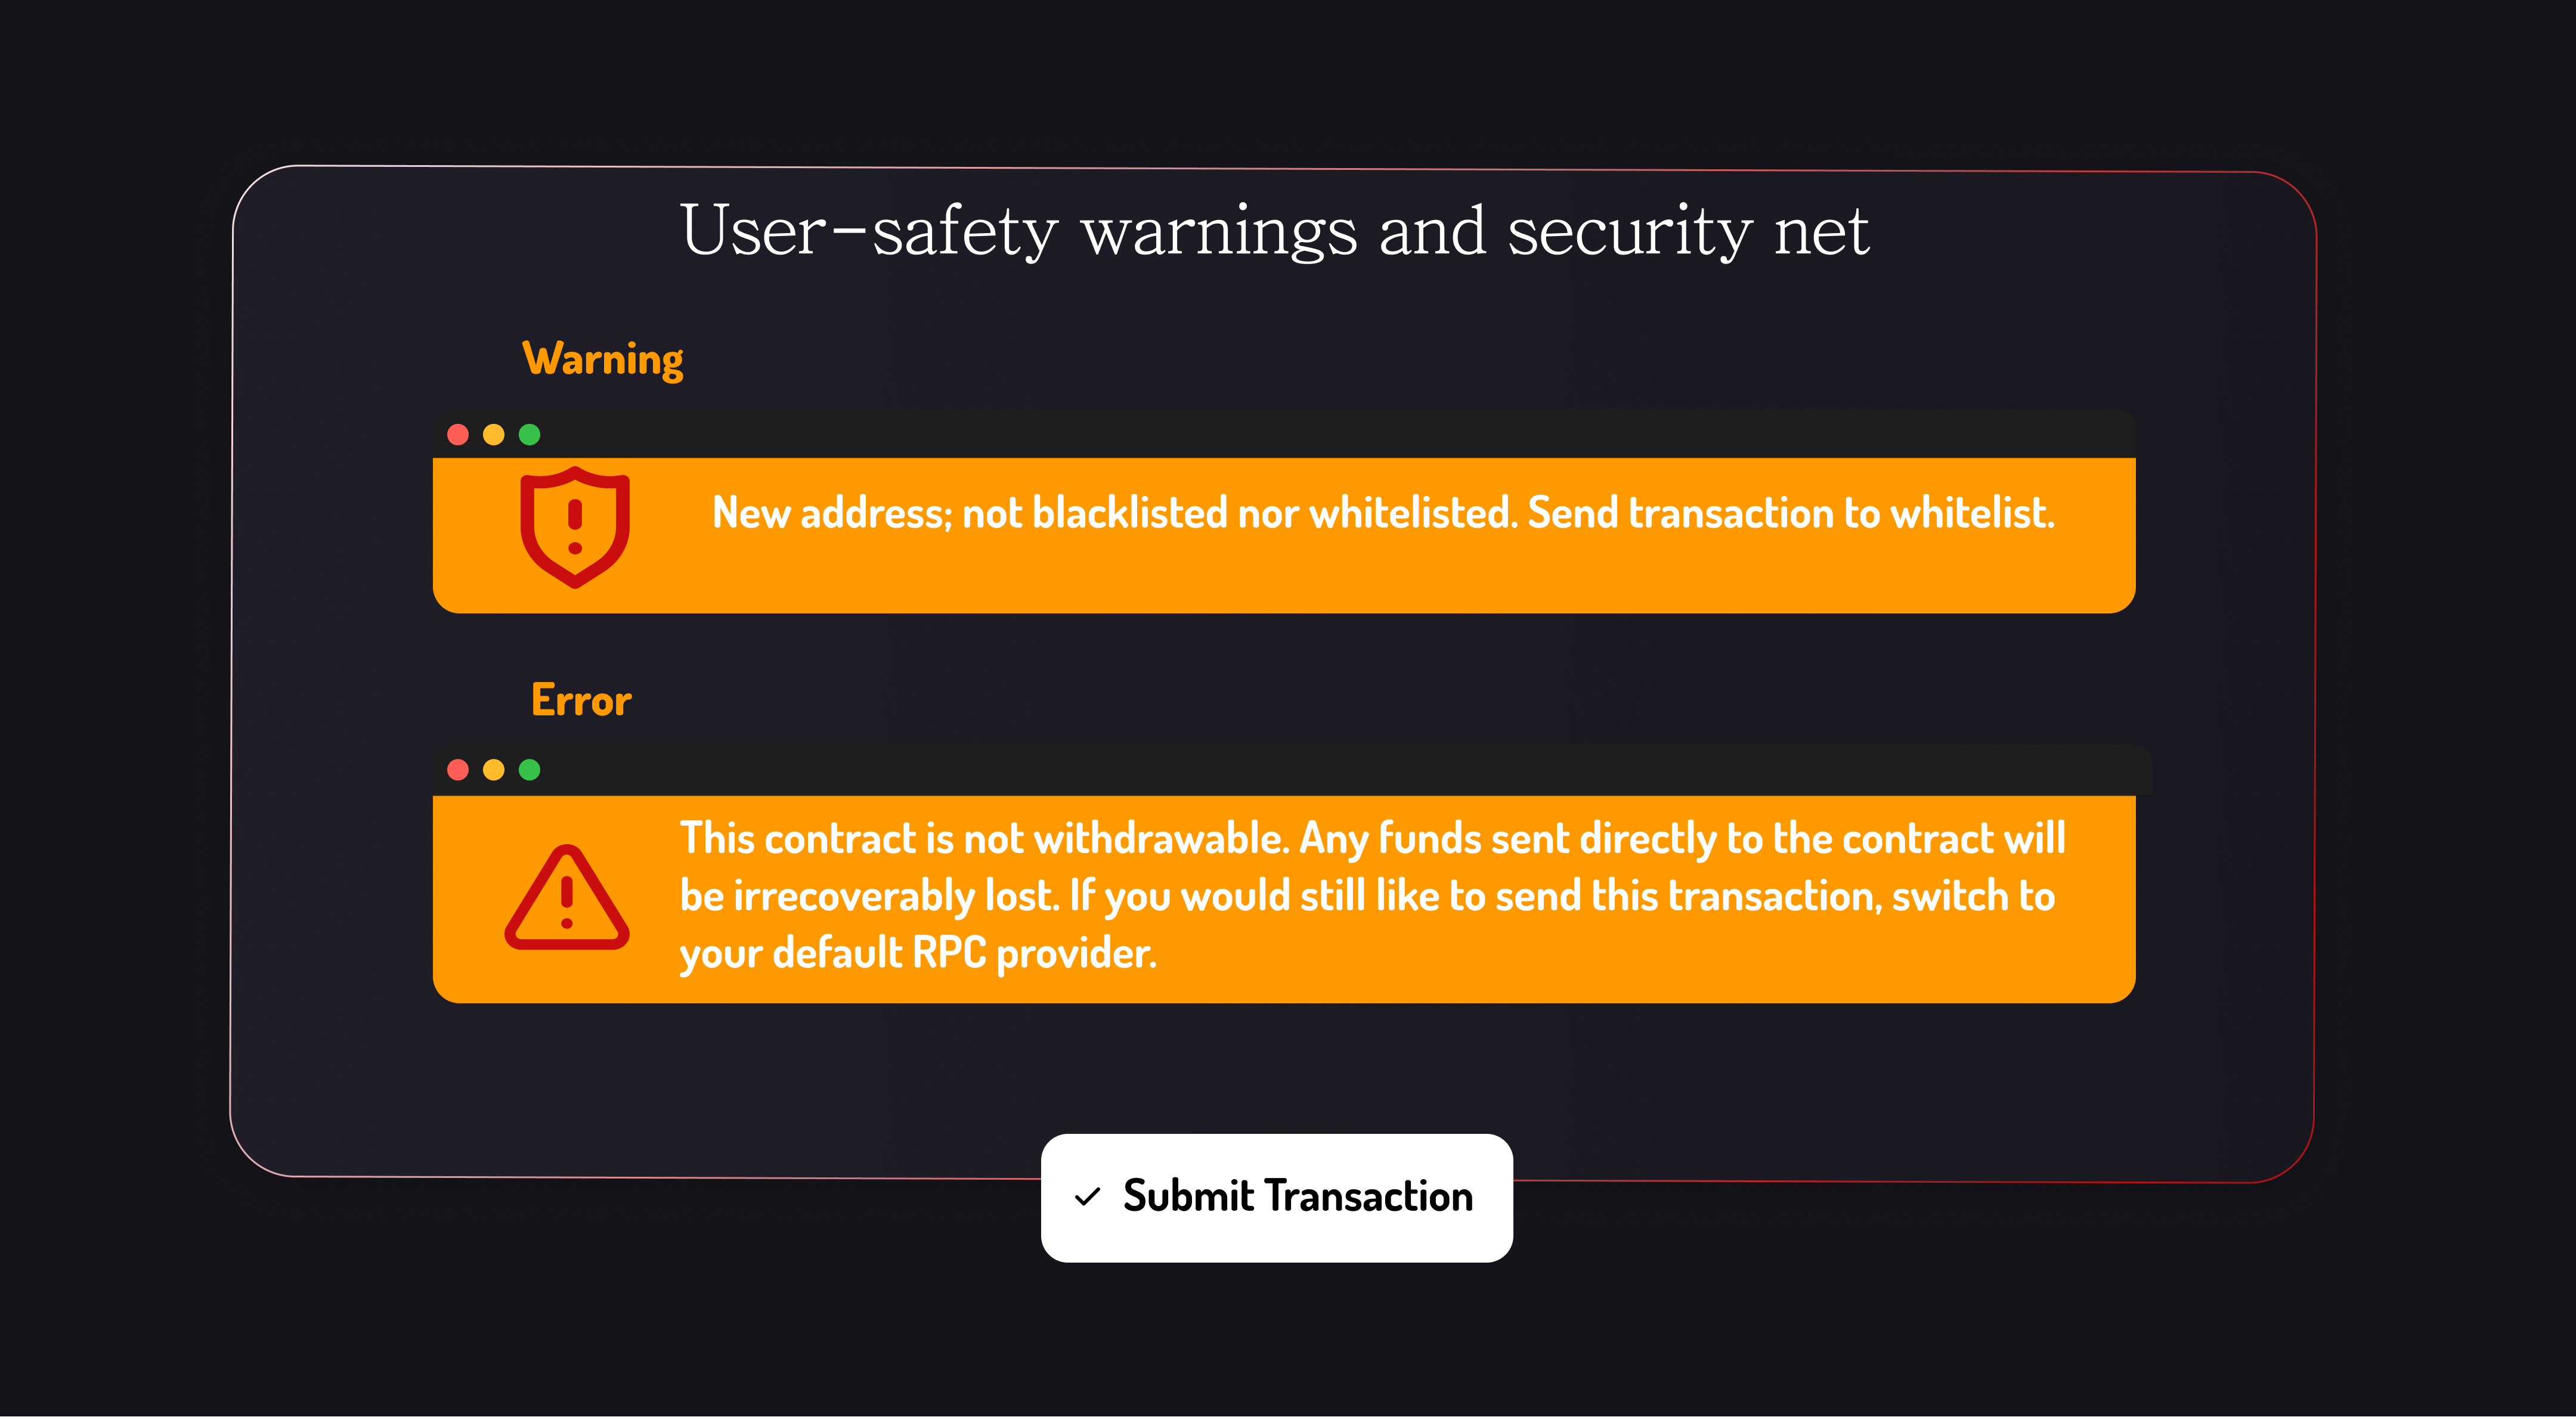 User-safety warnings and security net
Warning
New address; not blacklisted nor whitelisted. Send transaction to whitelist.
Error
This contract is not withdrawable. Any funds sent directly to the contract will
be irrecoverably lost. If you would still like to send this transaction, switch to
your default RPC provider.
Submit Transaction